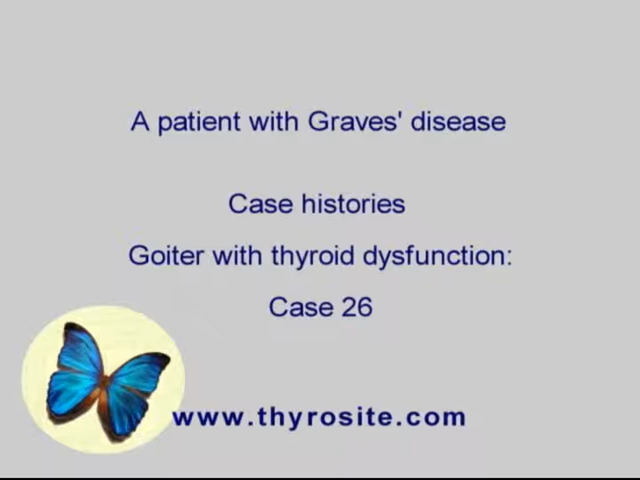 A patient with Graves' disease
Case histories
Goiter with thyroid dysfunction:
Case 26
www.thyrosite.com